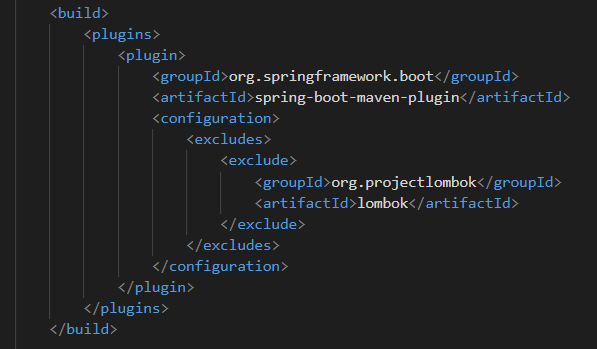 <build>
<plugins>
<plugin>
<groupId>org.springframework.boot</groupId>
<artifactId>spring-boot-maven-plugin</artifactId>
<configuration>
<excludes>
<exclude>
<groupId>org.projectlombok</groupId>
<artifactId>lombok</artifactId>
</exclude>
</excludes>
</configuration>
</plugin>
</plugins>
</build>